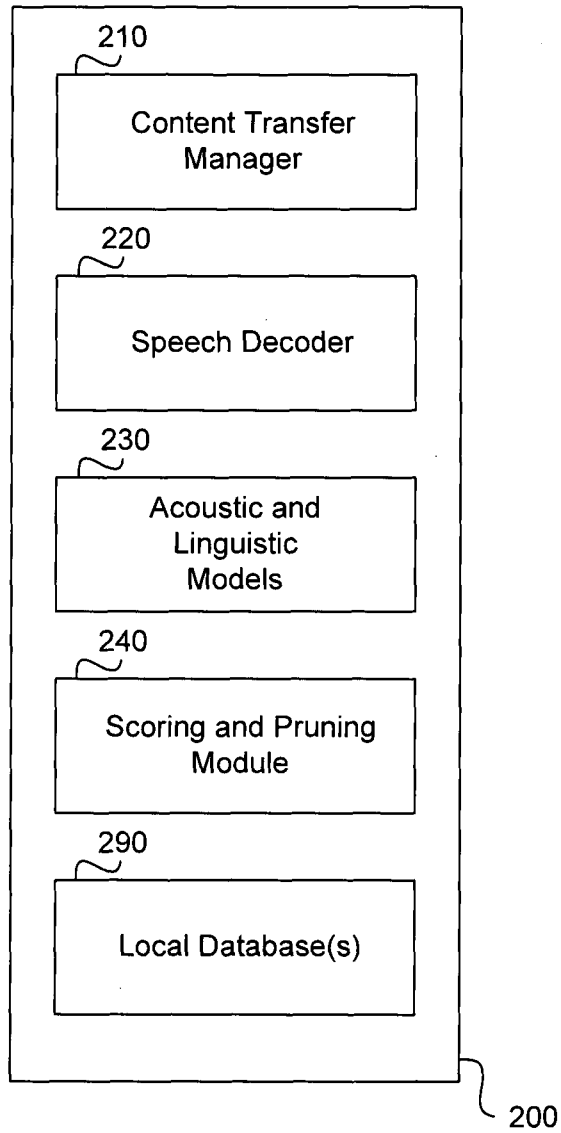 210
Content Transfer
Manager
220
Speech Decoder
230
Acoustic and
Linguistic
Models
240
Scoring and Pruning
Module
290
Local Database(s)
200